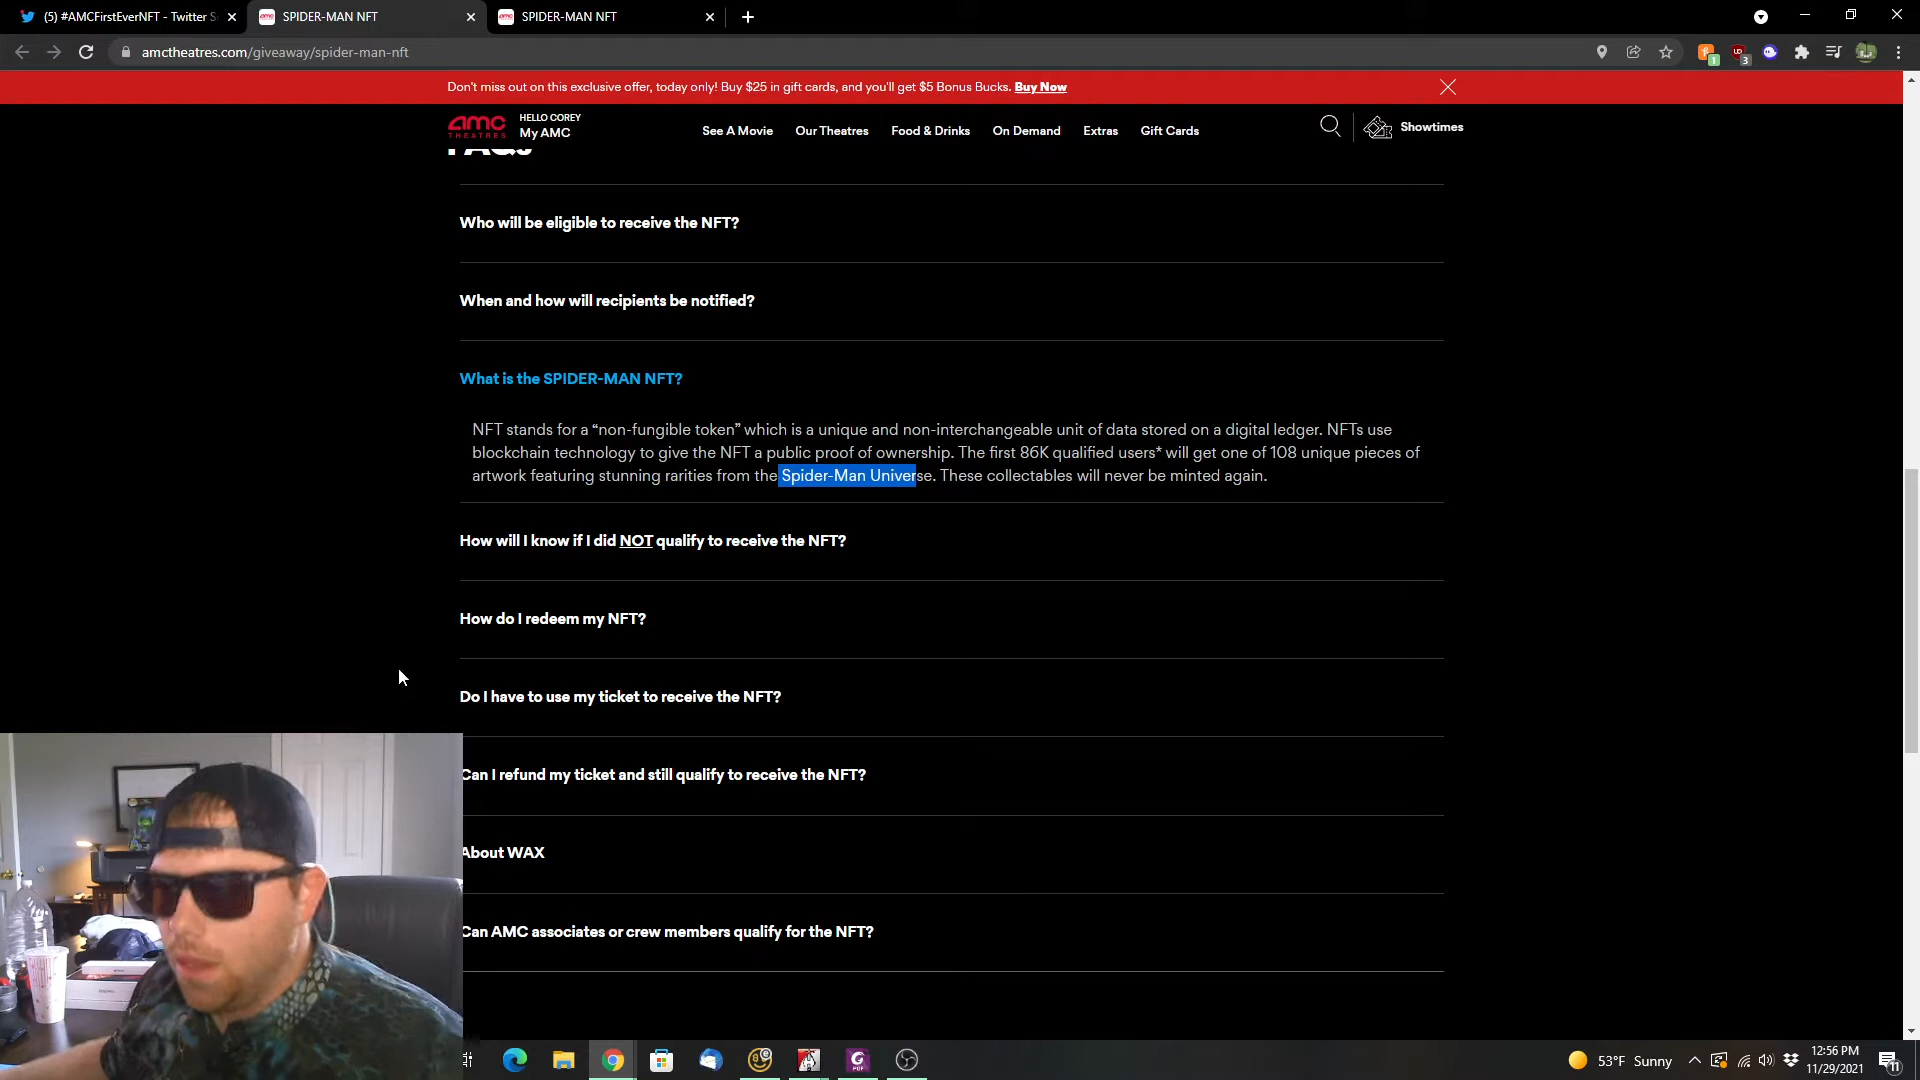 (5) #AMCFirstEverNFT - Twitter S
SPIDER-MAN NFT
SPIDER-MAN NFT
amctheatres.com/giveaway/spider-man-nft
1
3
Don't miss out on this exclusive offer, today only! Buy $25 in gift cards, and you'll get $5 Bonus Bucks. Buy Now
amc THEATRES
HELLO COREY
My AMC
See A Movie
Our Theatres
Food & Drinks
On Demand
Extras
Gift Cards
Showtimes
FAQs
Who will be eligible to receive the NFT?
When and how will recipients be notified?
What is the SPIDER-MAN NFT?
NFT stands for a “non-fungible token” which is a unique and non-interchangeable unit of data stored on a digital ledger. NFTs use
blockchain technology to give the NFT a public proof of ownership. The first 86K qualified users* will get one of 108 unique pieces of
artwork featuring stunning rarities from the Spider-Man Universe. These collectables will never be minted again.
How will I know if I did NOT qualify to receive the NFT?
How do I redeem my NFT?
Do I have to use my ticket to receive the NFT?
Can I refund my ticket and still qualify to receive the NFT?
About WAX
Can AMC associates or crew members qualify for the NFT?
53°F Sunny
12:56 PM
11/29/2021
11